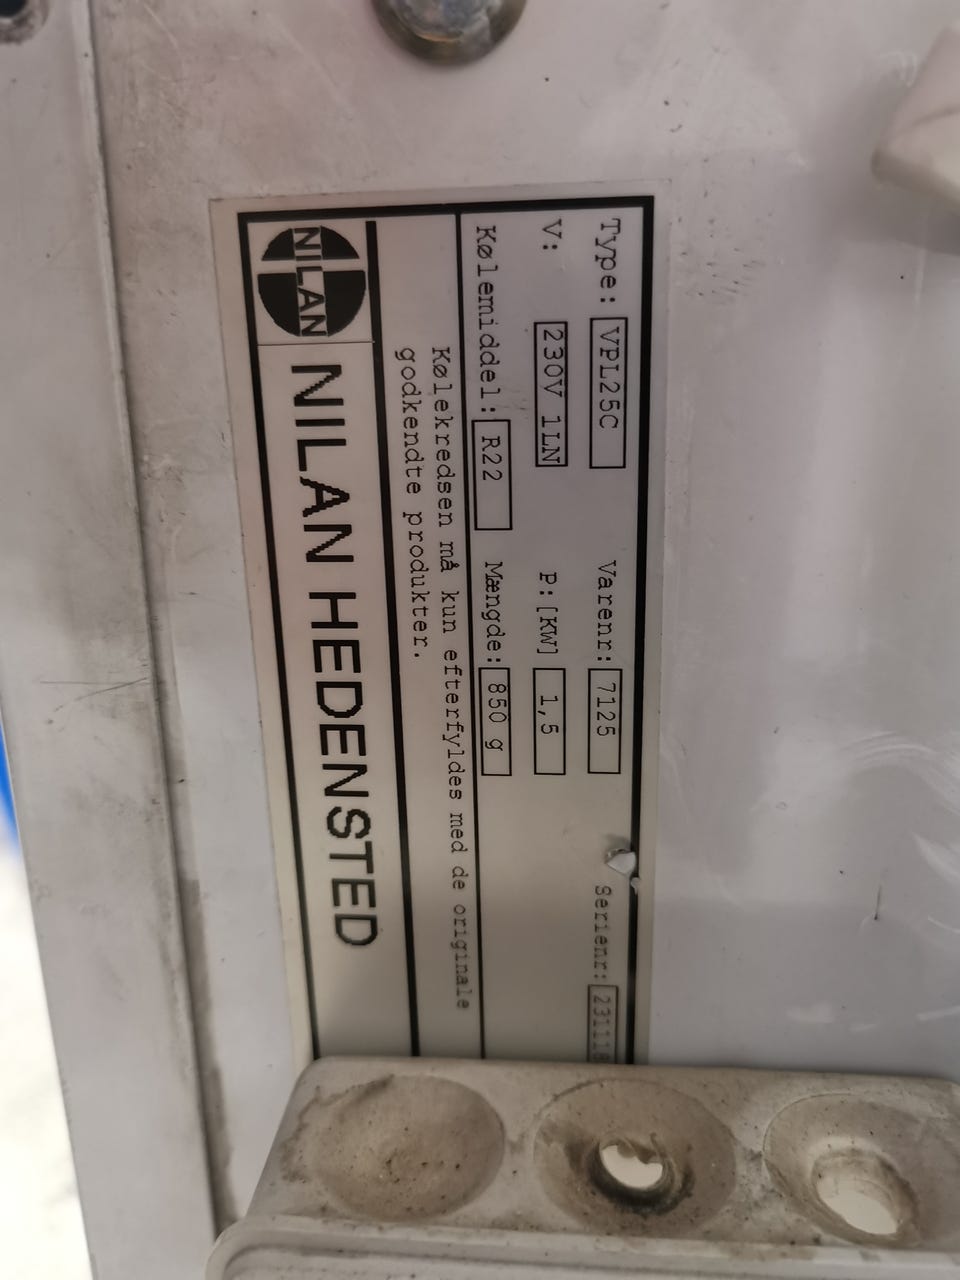 Type: VPL25C Varenr: 7125 Serienr:
V: 230V 1LN P:[KW] 1,5
Kølemiddel: R22 Mængde: 850 g
Kølekredsen må kun efterfyldes med de originale
godkendte produkter.
NILAN NILAN HEDENSTED